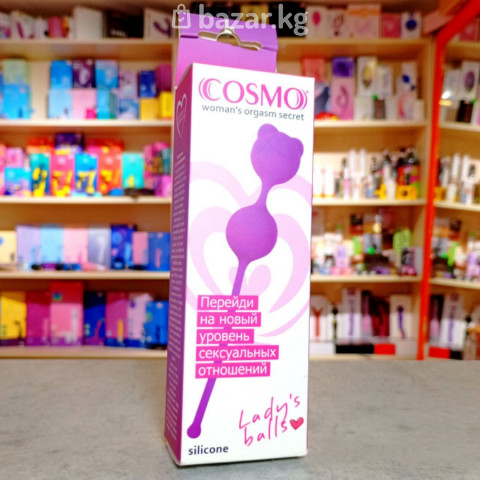 bazar.kg
COSMO
woman's orgasm secret
Перейди
на новый
уровень
сексуальных
отношений
Lady's
balls
silicone